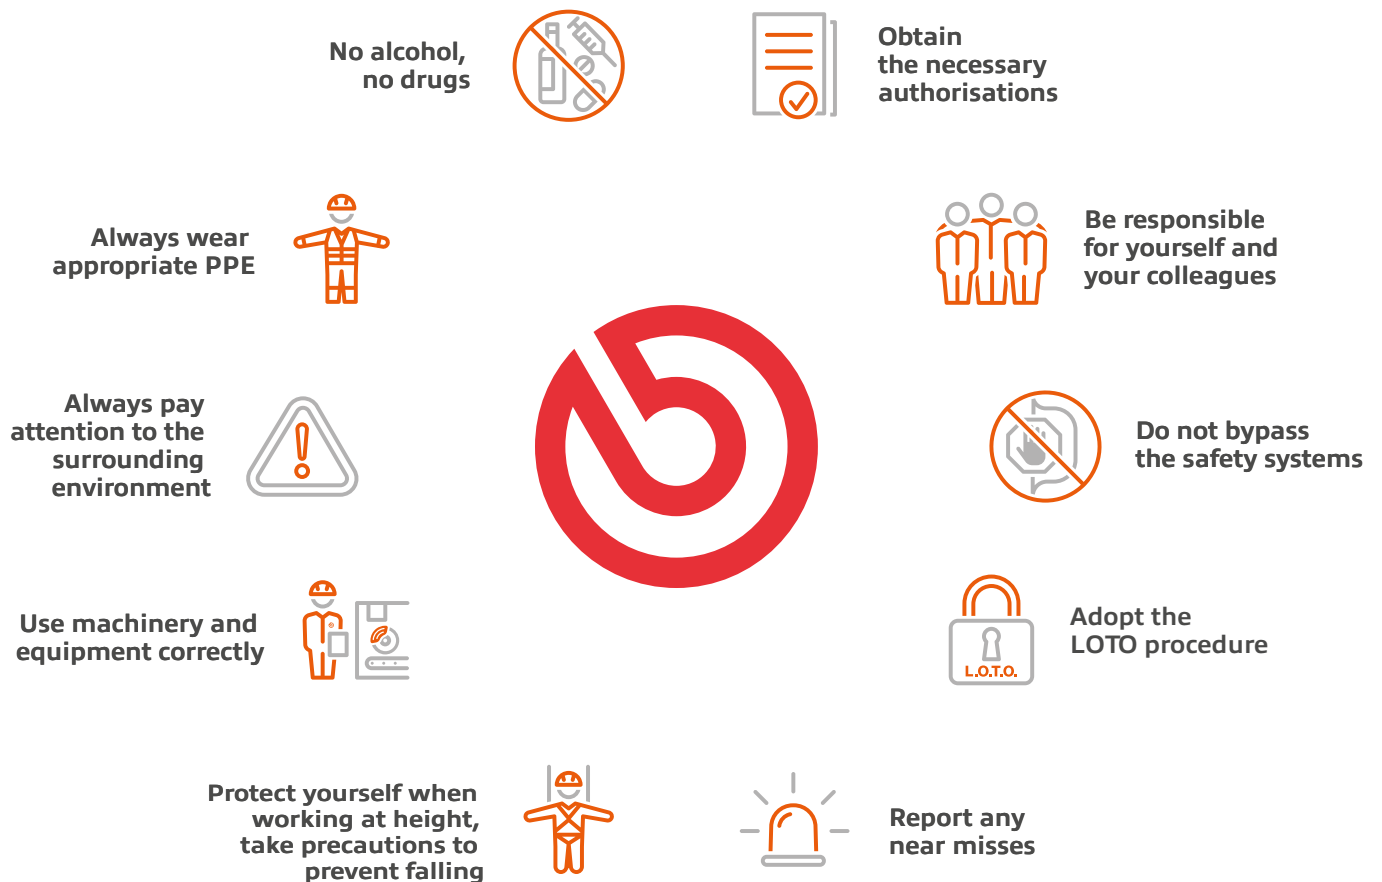 No alcohol,
no drugs
Obtain
the necessary
authorisations
Always wear
appropriate PPE
Be responsible
for yourself and
your colleagues
Always pay
attention to the
surrounding
environment
Do not bypass
the safety systems
Use machinery and
equipment correctly
Adopt the
LOTO procedure
L.O.T.O.
Protect yourself when
working at height,
take precautions to
prevent falling
Report any
near misses